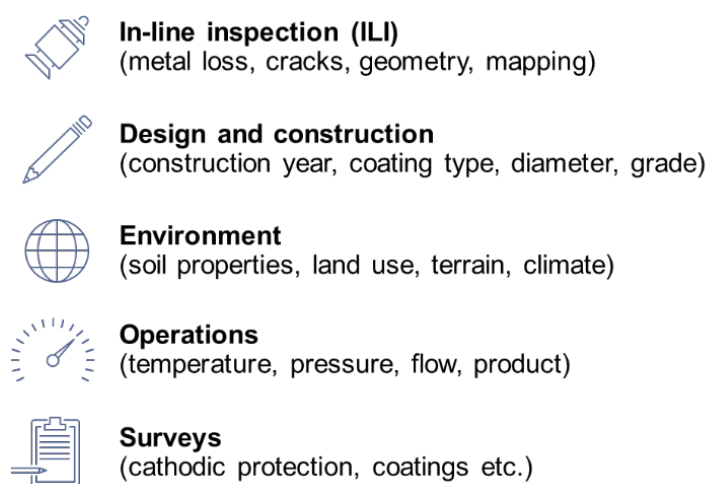 In-line inspection (ILI)
(metal loss, cracks, geometry, mapping)
Design and construction
(construction year, coating type, diameter, grade)
Environment
(soil properties, land use, terrain, climate)
Operations
(temperature, pressure, flow, product)
Surveys
(cathodic protection, coatings etc.)